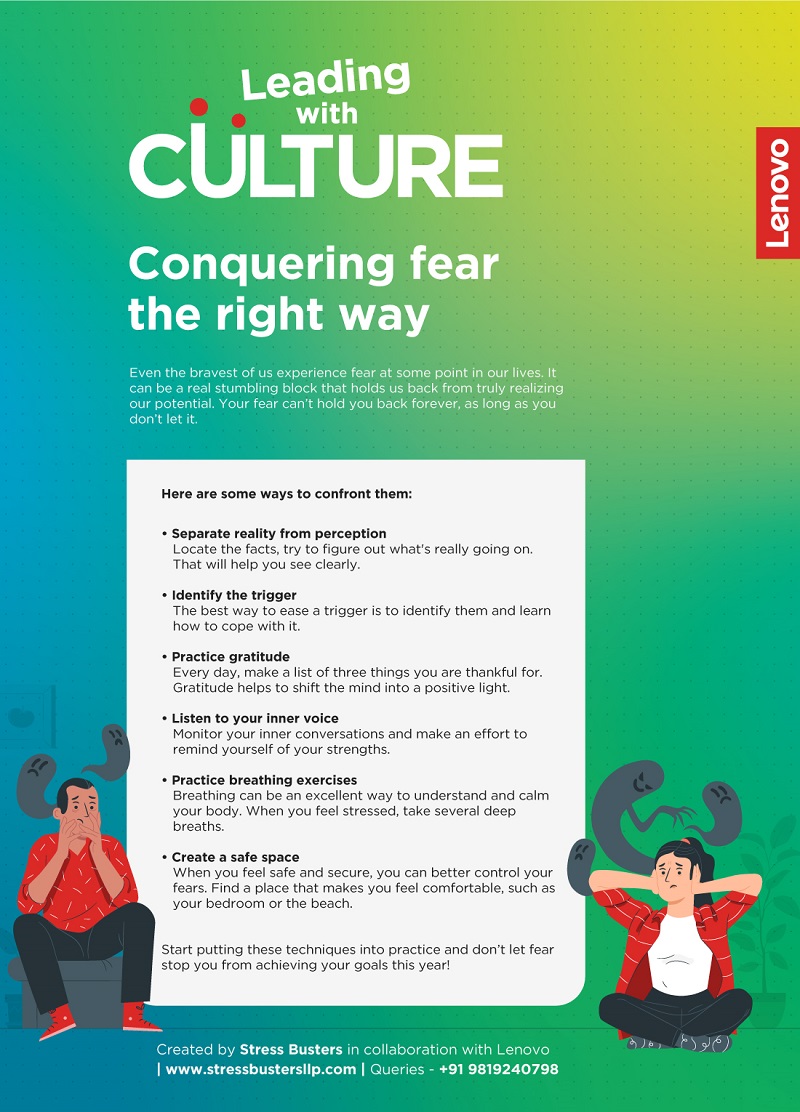 Leading
with
CULTURE
Lenovo
Conquering fear
the right way
Even the bravest of us experience fear at some point in our lives. It
can be a real stumbling block that holds us back from truly realizing
our potential. Your fear can’t hold you back forever, as long as you
don’t let it.
Here are some ways to confront them:
• Separate reality from perception
Locate the facts, try to figure out what's really going on.
That will help you see clearly.
• Identify the trigger
The best way to ease a trigger is to identify them and learn
how to cope with it.
• Practice gratitude
Every day, make a list of three things you are thankful for.
Gratitude helps to shift the mind into a positive light.
• Listen to your inner voice
Monitor your inner conversations and make an effort to
remind yourself of your strengths.
• Practice breathing exercises
Breathing can be an excellent way to understand and calm
your body. When you feel stressed, take several deep
breaths.
• Create a safe space
When you feel safe and secure, you can better control your
fears. Find a place that makes you feel comfortable, such as
your bedroom or the beach.
Start putting these techniques into practice and don’t let fear
stop you from achieving your goals this year!
Created by Stress Busters in collaboration with Lenovo
| www.stressbustersllp.com | Queries - +91 9819240798